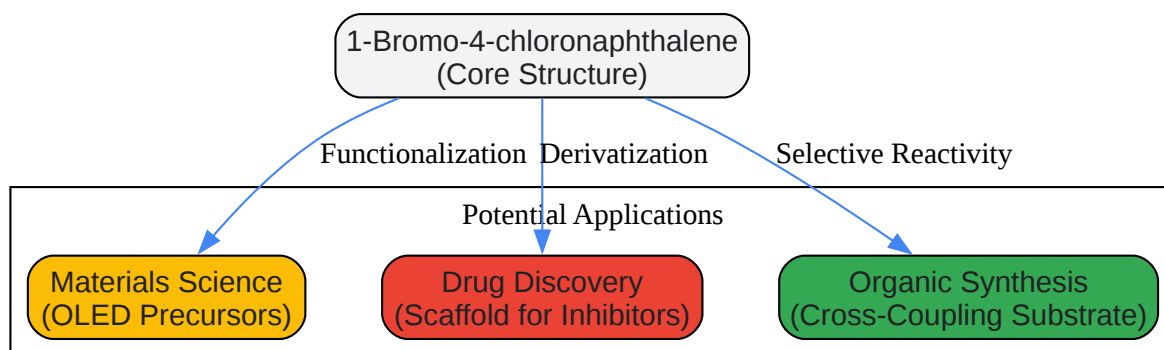 1-Bromo-4-chloronaphthalene
(Core Structure)
Functionalization
Derivatization
Selective Reactivity
Potential Applications
Materials Science
(OLED Precursors)
Drug Discovery
(Scaffold for Inhibitors)
Organic Synthesis
(Cross-Coupling Substrate)